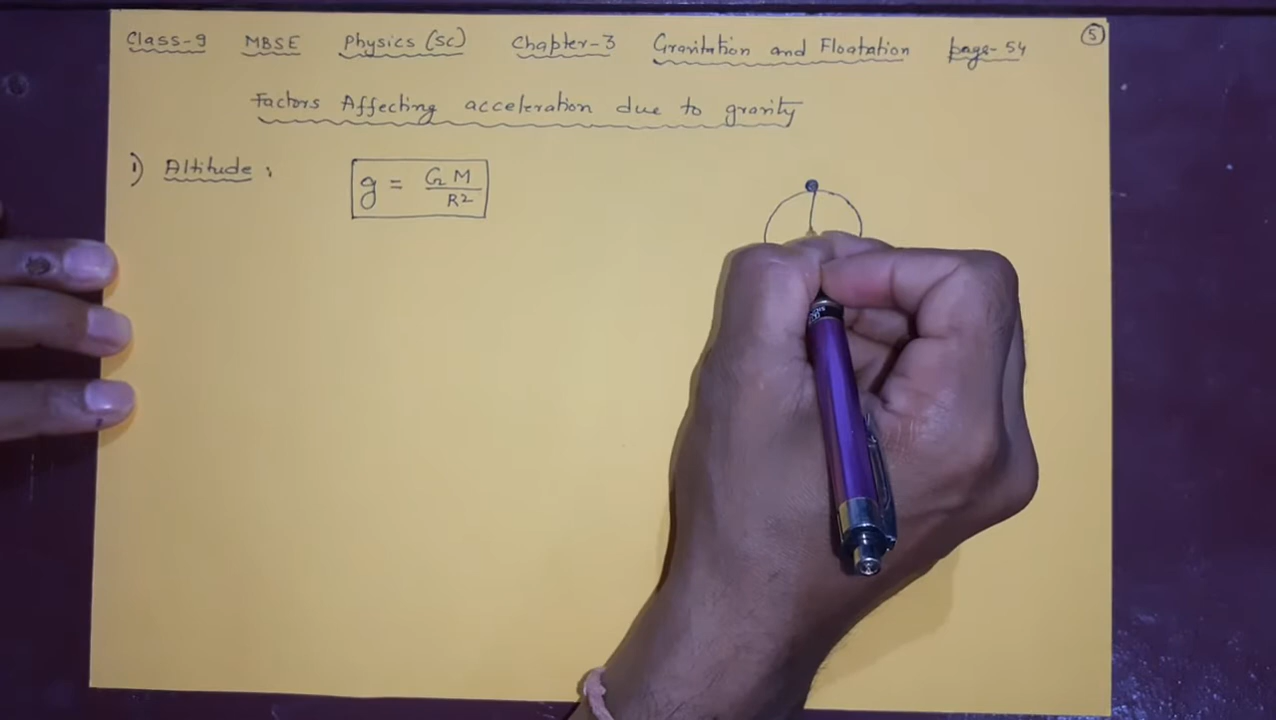 Class-9 MBSE Physics (SC) Chapter-3 Gravitation and Floatation page-54 5
Factors Affecting acceleration due to gravity
1) Altitude : g = GM/R²